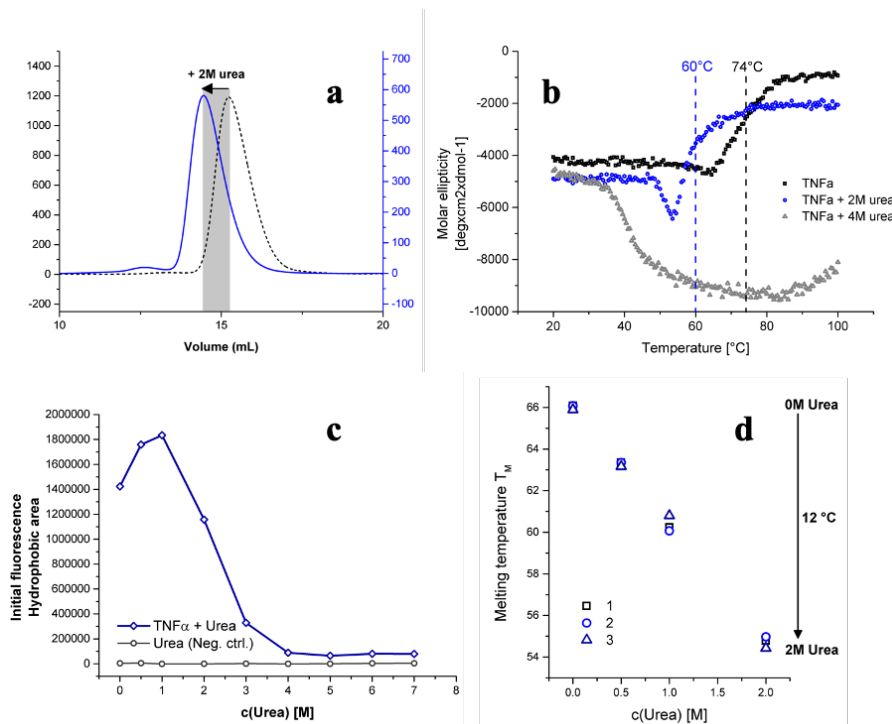 a
+ 2M urea
1400
1200
1000
800
600
400
200
0
-200
700
600
500
400
300
200
100
0
-100
10
15
20
Volume (mL)
b
60°C
74°C
0
-2000
-4000
-6000
-8000
-10000
Molar ellipticity
[degxcm2xdmol-1]
TNFa
TNFa + 2M urea
TNFa + 4M urea
20
40
60
80
100
Temperature [°C]
c
2000000
1800000
1600000
1400000
1200000
1000000
800000
600000
400000
200000
0
Initial fluorescence
Hydrophobic area
TNFα + Urea
Urea (Neg. ctrl.)
0
1
2
3
4
5
6
7
8
c(Urea) [M]
d
66
64
62
60
58
56
54
Melting temperature TM
0M Urea
12 °C
2M Urea
1
2
3
0.0
0.5
1.0
1.5
2.0
c(Urea) [M]